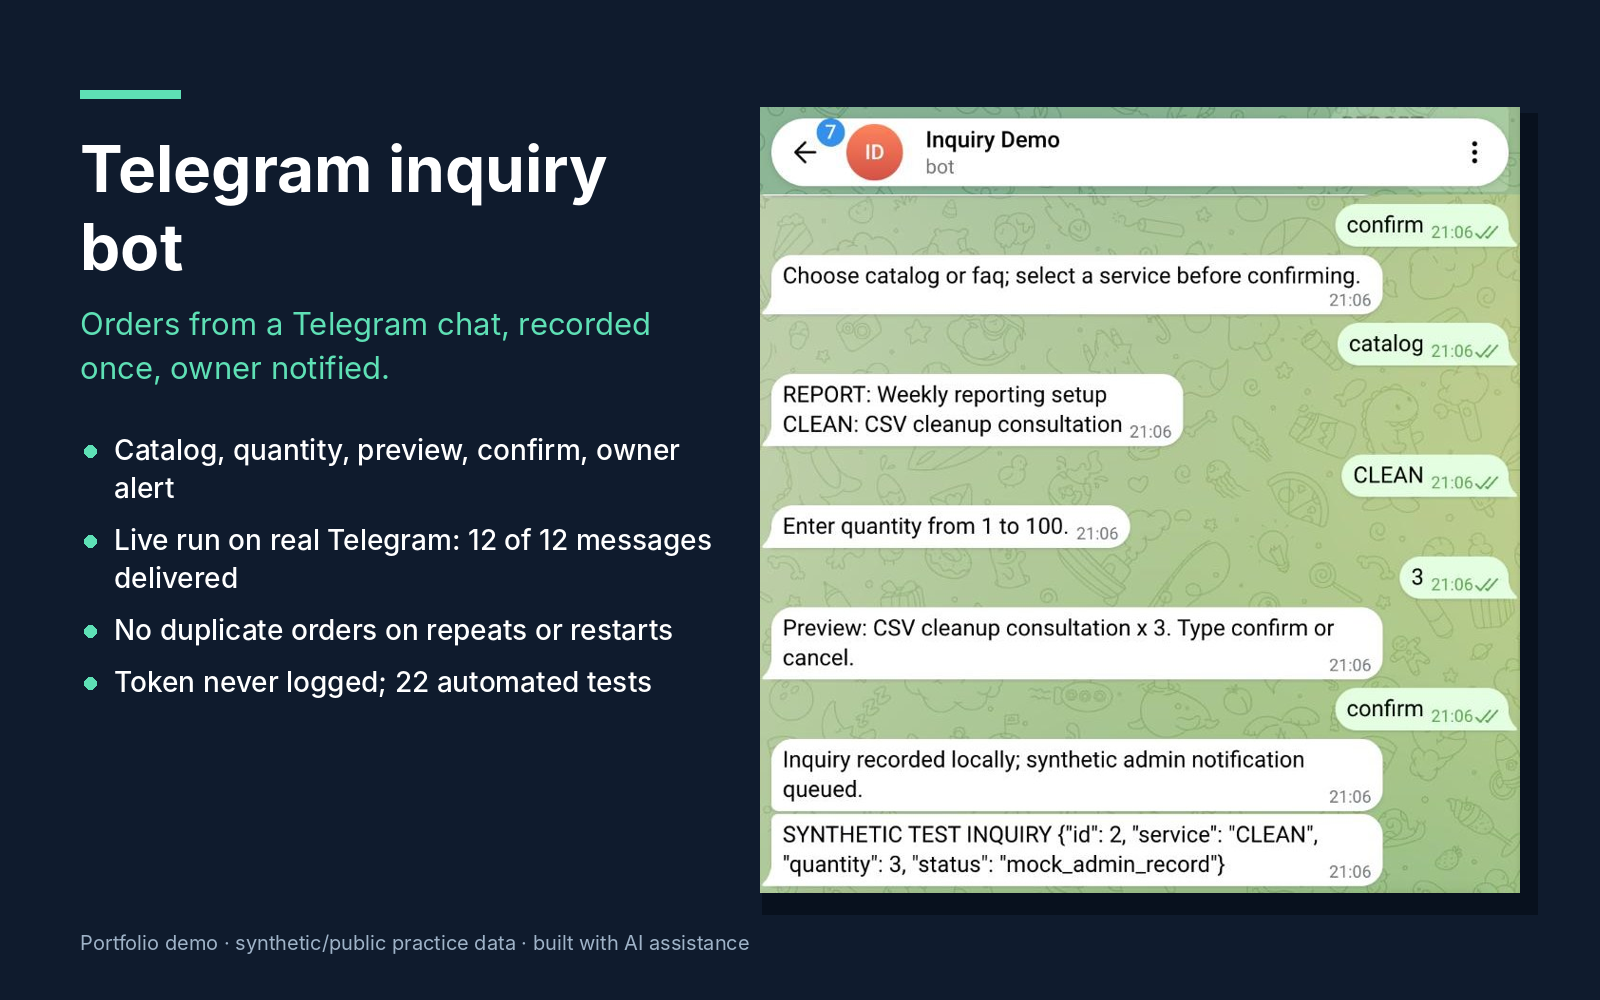 Telegram inquiry
bot
Orders from a Telegram chat, recorded
once, owner notified.
Catalog, quantity, preview, confirm, owner
alert
Live run on real Telegram: 12 of 12 messages
delivered
No duplicate orders on repeats or restarts
Token never logged; 22 automated tests
7
ID
Inquiry Demo
bot
confirm 21:06
Choose catalog or faq; select a service before confirming.
21:06
catalog 21:06
REPORT: Weekly reporting setup
CLEAN: CSV cleanup consultation 21:06
CLEAN 21:06
Enter quantity from 1 to 100. 21:06
3 21:06
Preview: CSV cleanup consultation x 3. Type confirm or
cancel. 21:06
confirm 21:06
Inquiry recorded locally; synthetic admin notification
queued. 21:06
SYNTHETIC TEST INQUIRY {"id": 2, "service": "CLEAN",
"quantity": 3, "status": "mock_admin_record"} 21:06
Portfolio demo · synthetic/public practice data · built with AI assistance